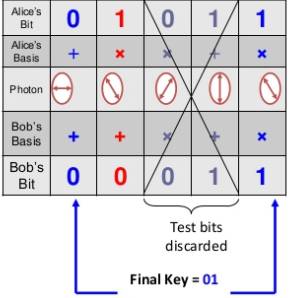 Alice's Bit 0 1 0 1 1
Alice's Basis + × × + ×
Photon
Bob's Basis + + × + ×
Bob's Bit 0 0 0 1 1
Test bits
discarded
Final Key = 01